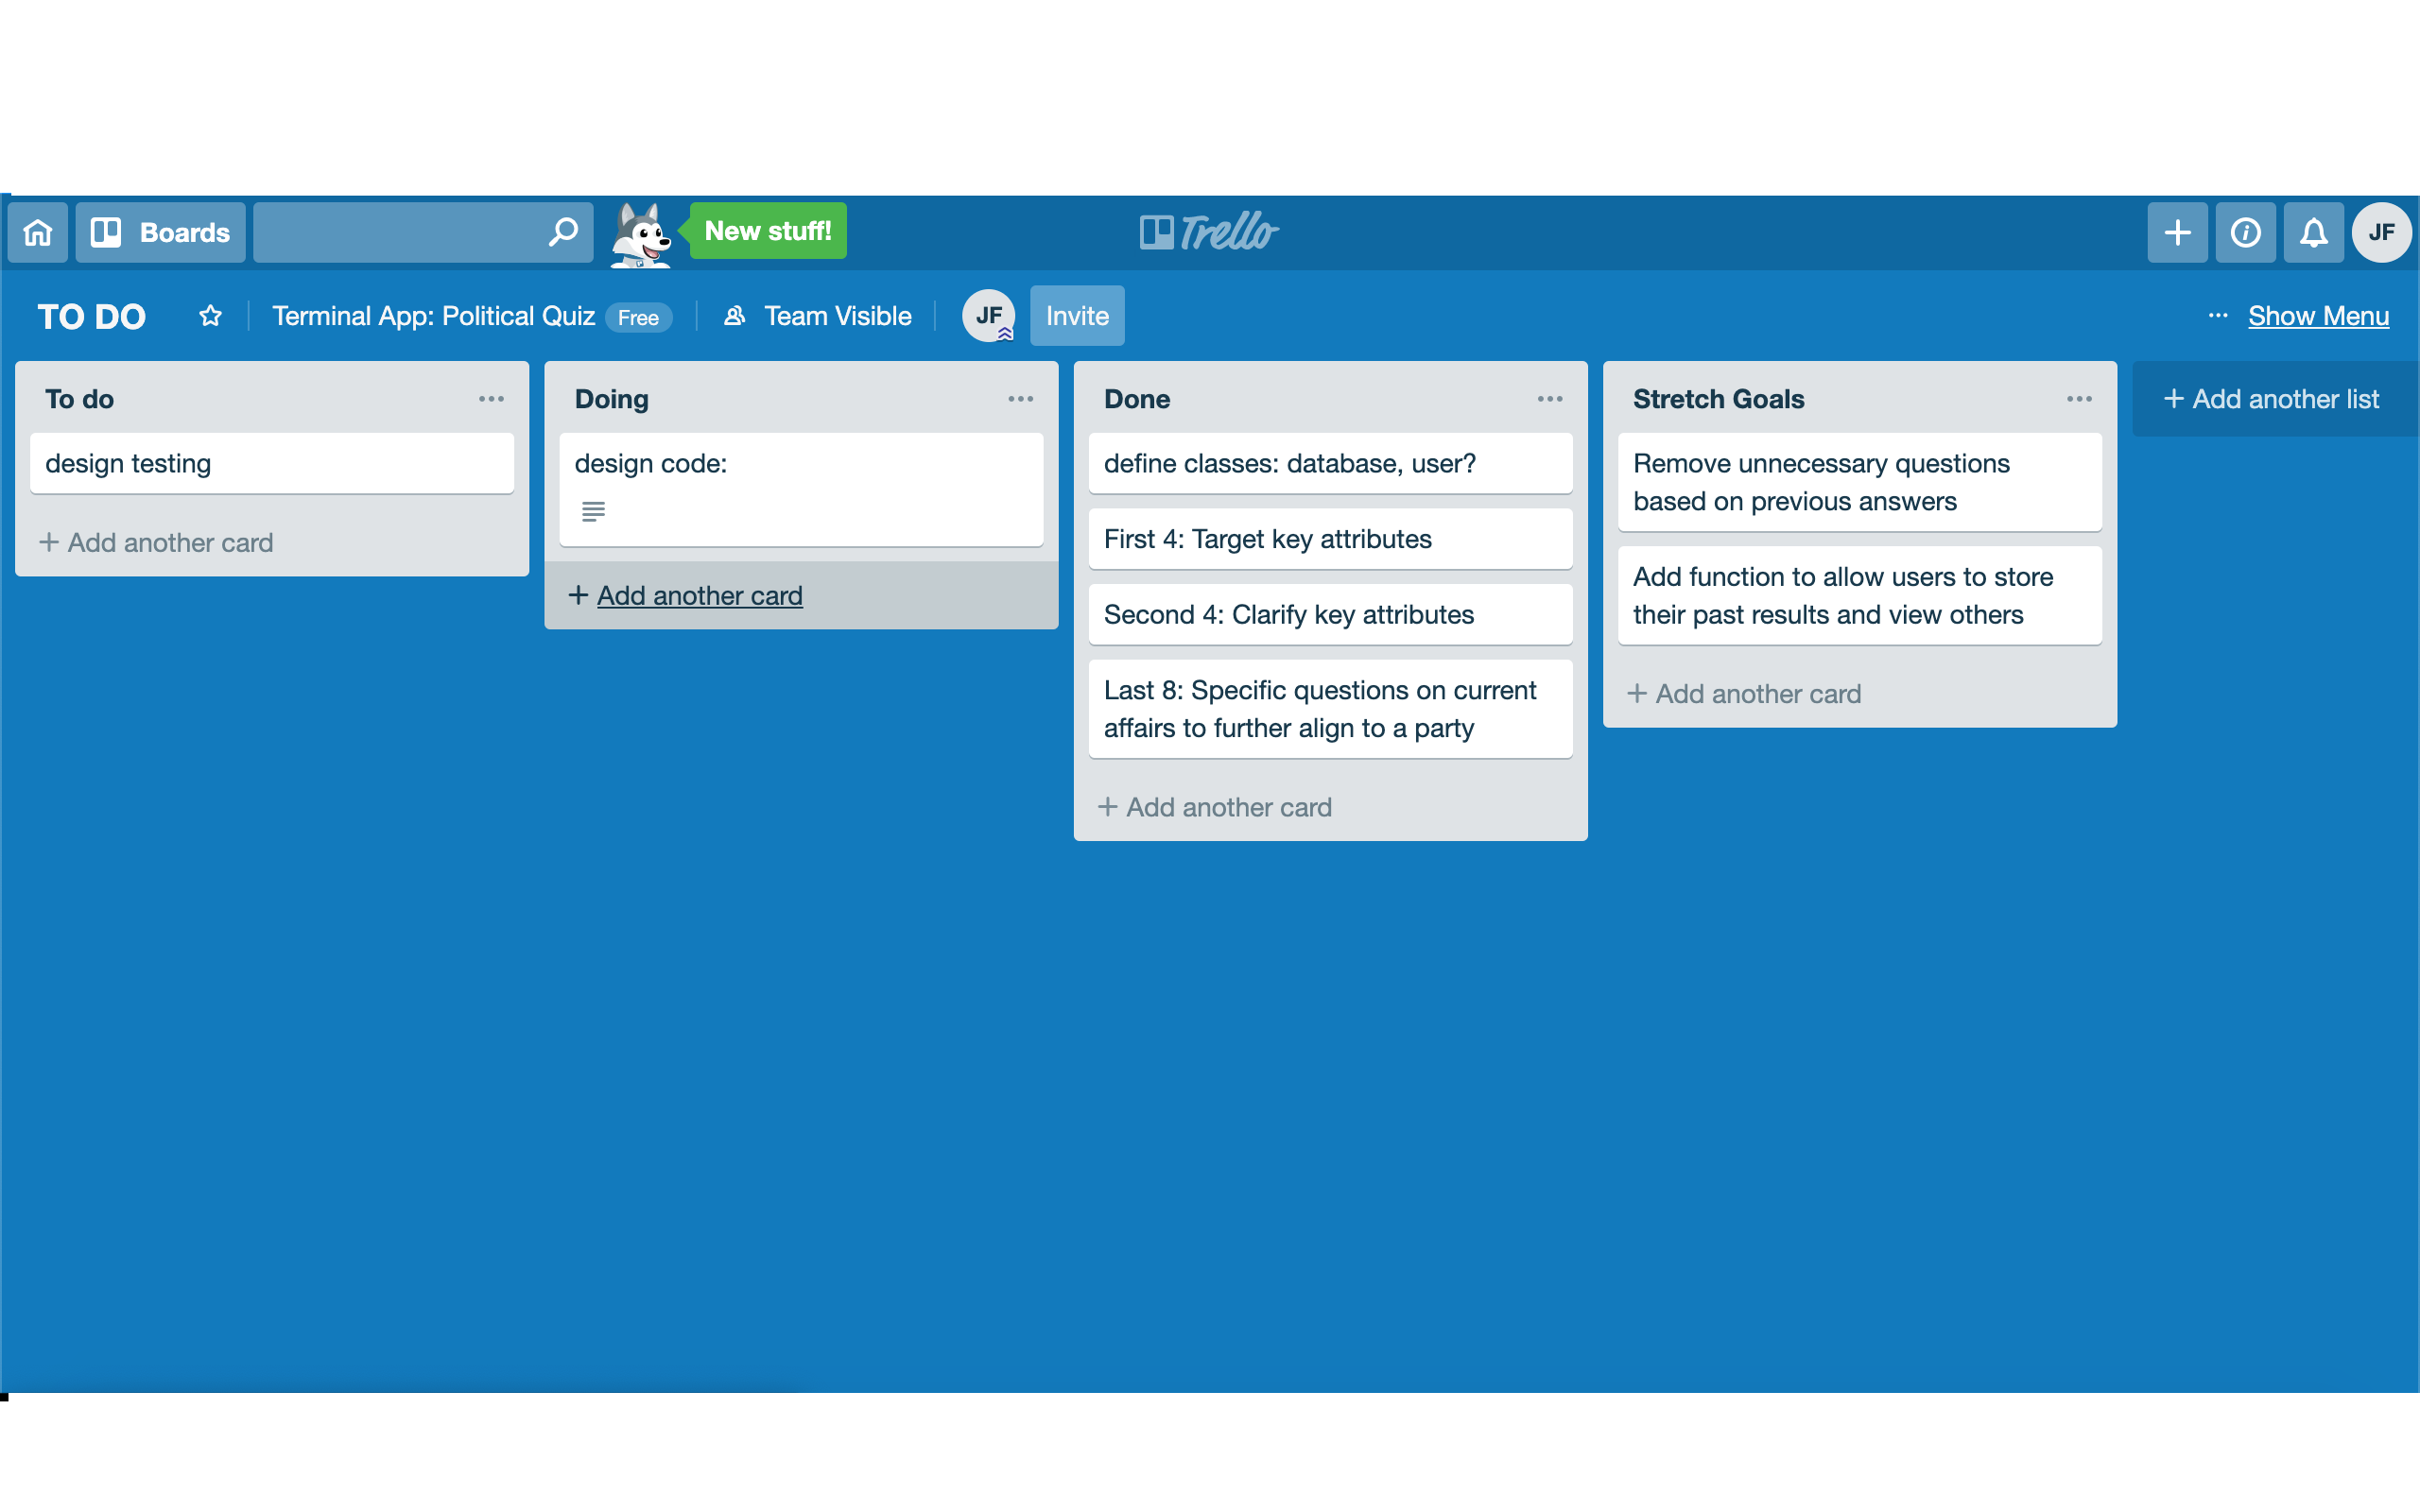 Boards
New stuff!
Trello
JF
TO DO
Terminal App: Political Quiz Free
Team Visible
JF
Invite
... Show Menu
To do
design testing
+ Add another card
Doing
design code:
+ Add another card
Done
define classes: database, user?
First 4: Target key attributes
Second 4: Clarify key attributes
Last 8: Specific questions on current
affairs to further align to a party
+ Add another card
Stretch Goals
Remove unnecessary questions
based on previous answers
Add function to allow users to store
their past results and view others
+ Add another card
+ Add another list